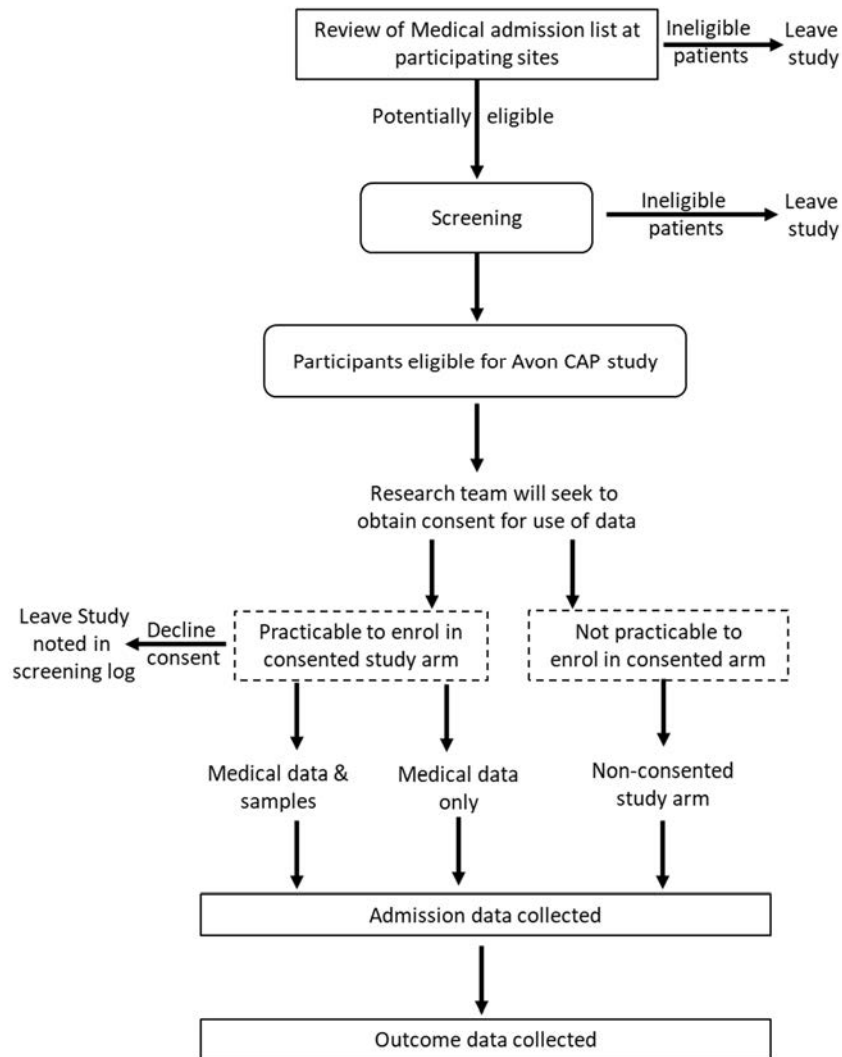 Review of Medical admission list at
participating sites
Ineligible
patients
Leave
study
Potentially eligible
Screening
Ineligible
patients
Leave
study
Participants eligible for Avon CAP study
Research team will seek to
obtain consent for use of data
Leave Study
noted in
screening log
Decline
consent
Practicable to enrol in
consented study arm
Not practicable to
enrol in consented arm
Medical data &
samples
Medical data
only
Non-consented
study arm
Admission data collected
Outcome data collected